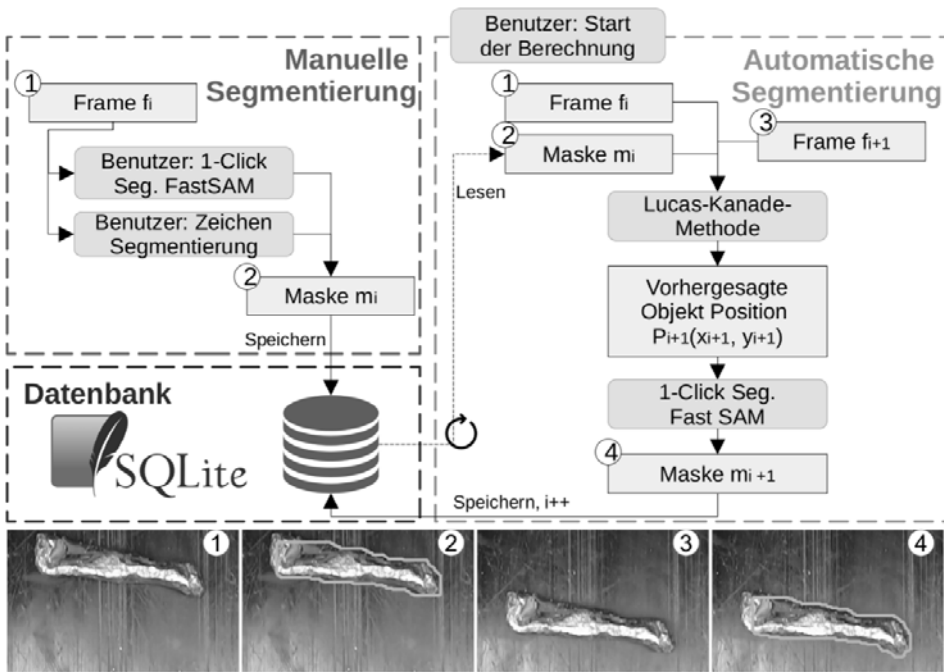 Manuelle
Segmentierung
1
Frame fi
Benutzer: 1-Click
Seg. FastSAM
Benutzer: Zeichen
Segmentierung
2
Maske mi
Speichern
Datenbank
SQLite
Benutzer: Start
der Berechnung
Automatische
Segmentierung
1
Frame fi
2
Maske mi
3
Frame fi+1
Lesen
Lucas-Kanade-
Methode
Vorhergesagte
Objekt Position
Pi+1(xi+1, yi+1)
1-Click Seg.
Fast SAM
4
Maske mi +1
Speichern, i++
1
2
3
4